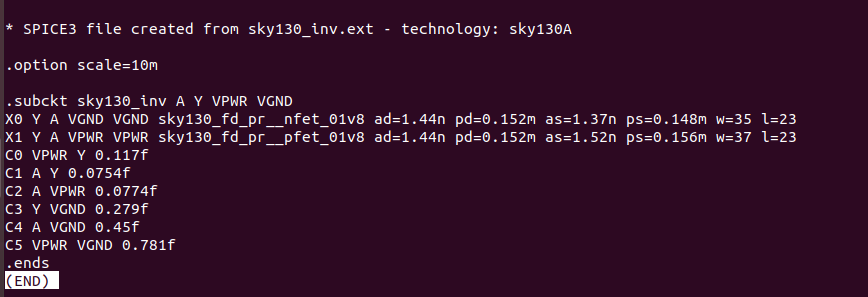 * SPICE3 file created from sky130_inv.ext - technology: sky130A
.option scale=10m
.subckt sky130_inv A Y VPWR VGND
X0 Y A VGND VGND sky130_fd_pr__nfet_01v8 ad=1.44n pd=0.152m as=1.37n ps=0.148m w=35 l=23
X1 Y A VPWR VPWR sky130_fd_pr__pfet_01v8 ad=1.44n pd=0.152m as=1.52n ps=0.156m w=37 l=23
C0 VPWR Y 0.117f
C1 A Y 0.0754f
C2 A VPWR 0.0774f
C3 Y VGND 0.279f
C4 A VGND 0.45f
C5 VPWR VGND 0.781f
.ends
(END)